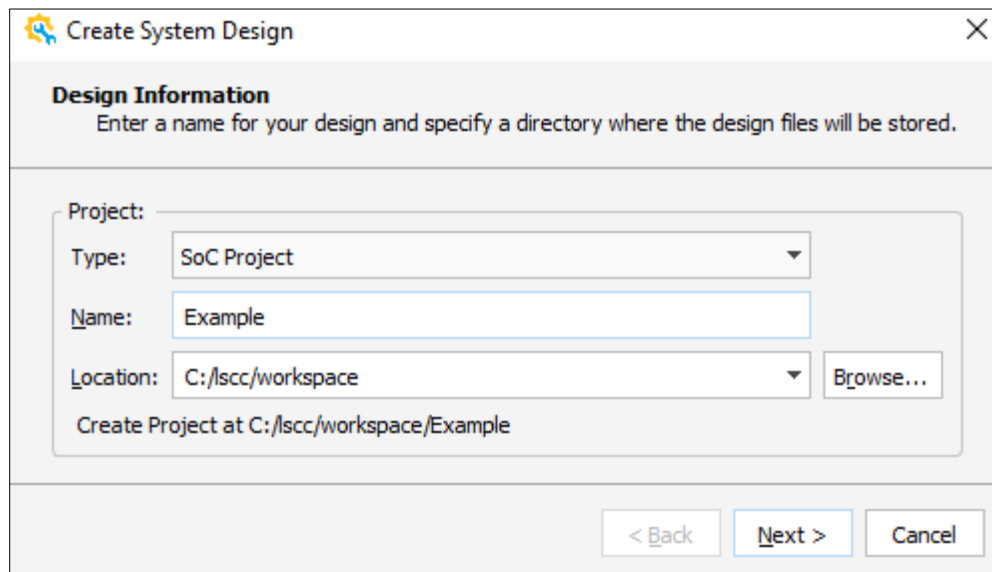 Create System Design
Design Information
Enter a name for your design and specify a directory where the design files will be stored.
Project:
Type: SoC Project
Name: Example
Location: C:/lscc/workspace Browse...
Create Project at C:/lscc/workspace/Example
< Back Next > Cancel